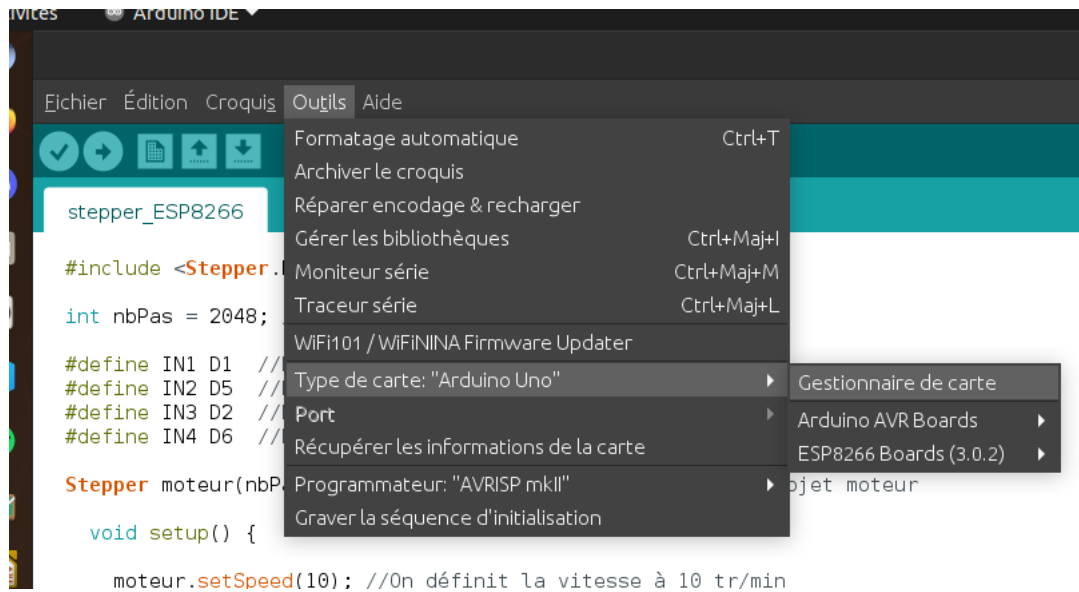 Arduino IDE
Fichier Édition Croquis Outils Aide
Formatage automatique Ctrl+T
Archiver le croquis
stepper_ESP8266
Réparer encodage & recharger
Gérer les bibliothèques Ctrl+Maj+I
#include <Stepper.
Moniteur série Ctrl+Maj+M
Traceur série Ctrl+Maj+L
int nbPas = 2048;
WiFi101 / WiFiNINA Firmware Updater
#define IN1 D1 //
Type de carte: "Arduino Uno"
Gestionnaire de carte
#define IN2 D5 //
#define IN3 D2 //
Port
Arduino AVR Boards
#define IN4 D6 //
Récupérer les informations de la carte
ESP8266 Boards (3.0.2)
Stepper moteur(nbP
Programmateur: "AVRISP mkII"
bjet moteur
Graver la séquence d'initialisation
void setup() {
moteur.setSpeed(10); //On définit la vitesse à 10 tr/min